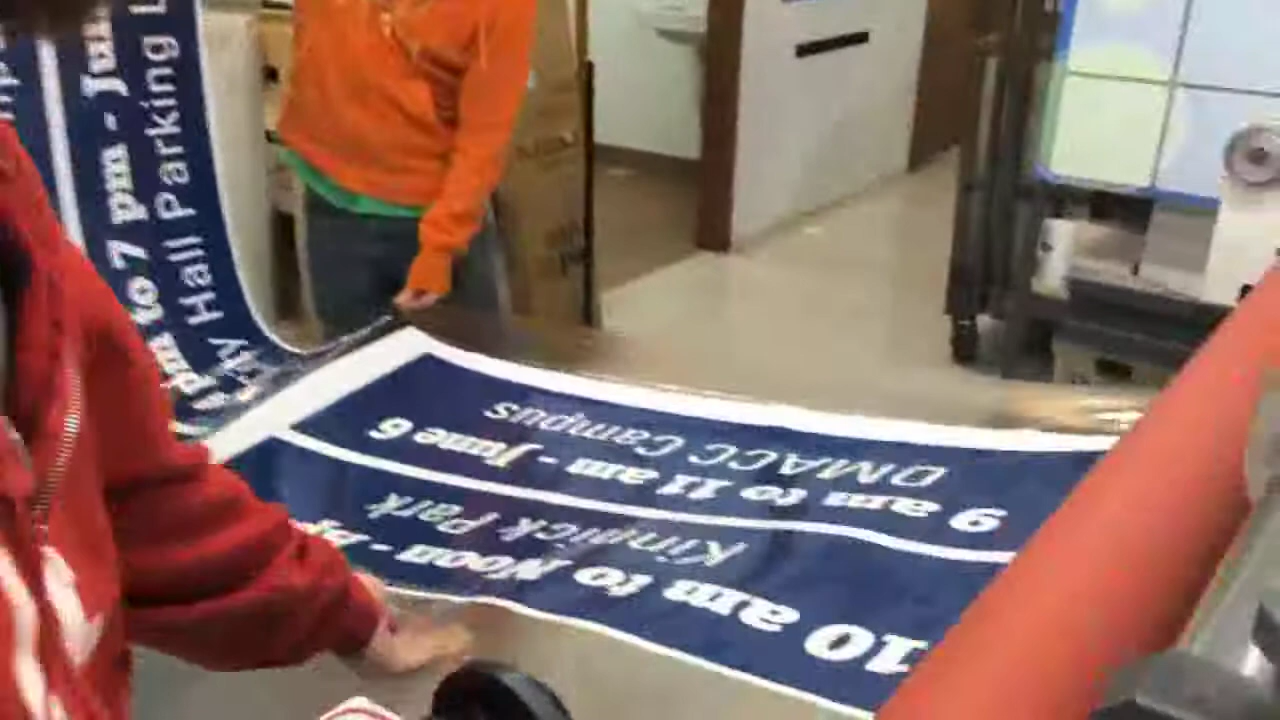 pm to 7 pm - Ju
Hall Parking L
9 am to 11 am - June 6
DMACC Campus
10 am to Noon -
Kinnick Park